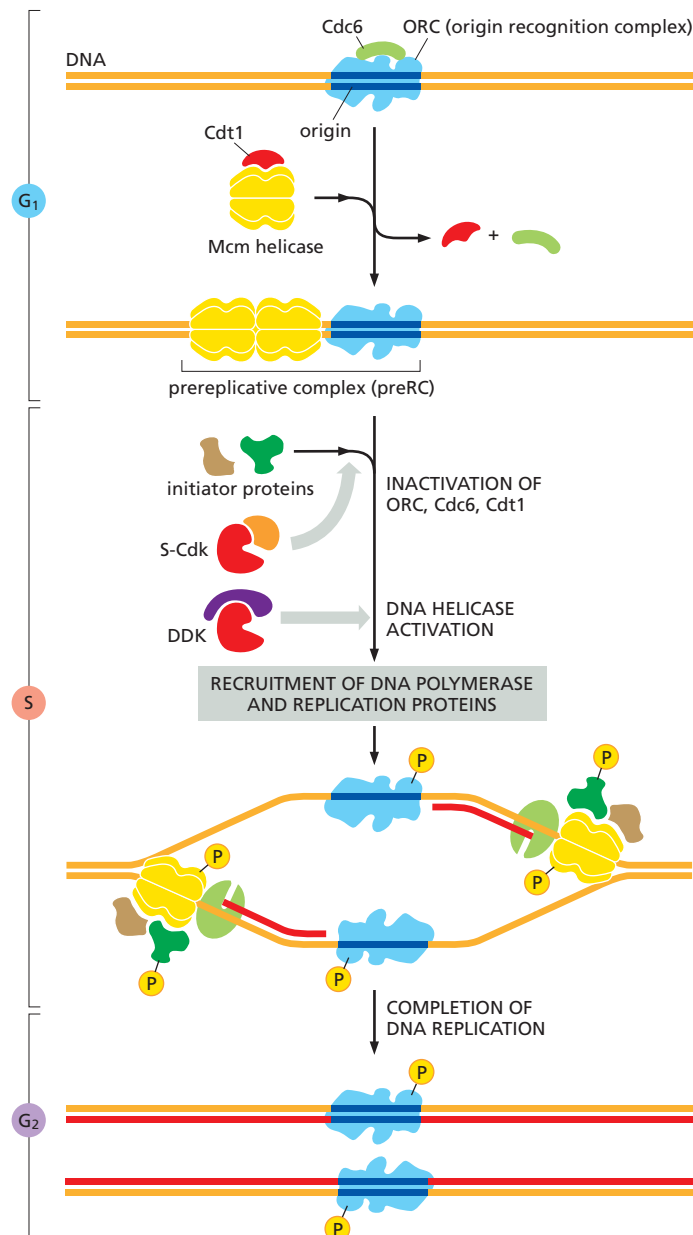 Cdc6
ORC (origin recognition complex)
DNA
origin
Cdt1
G1
Mcm helicase
+
prereplicative complex (preRC)
initiator proteins
INACTIVATION OF
ORC, Cdc6, Cdt1
S-Cdk
DNA HELICASE
ACTIVATION
DDK
RECRUITMENT OF DNA POLYMERASE
AND REPLICATION PROTEINS
S
P
P
P
P
P
P
COMPLETION OF
DNA REPLICATION
P
G2
P